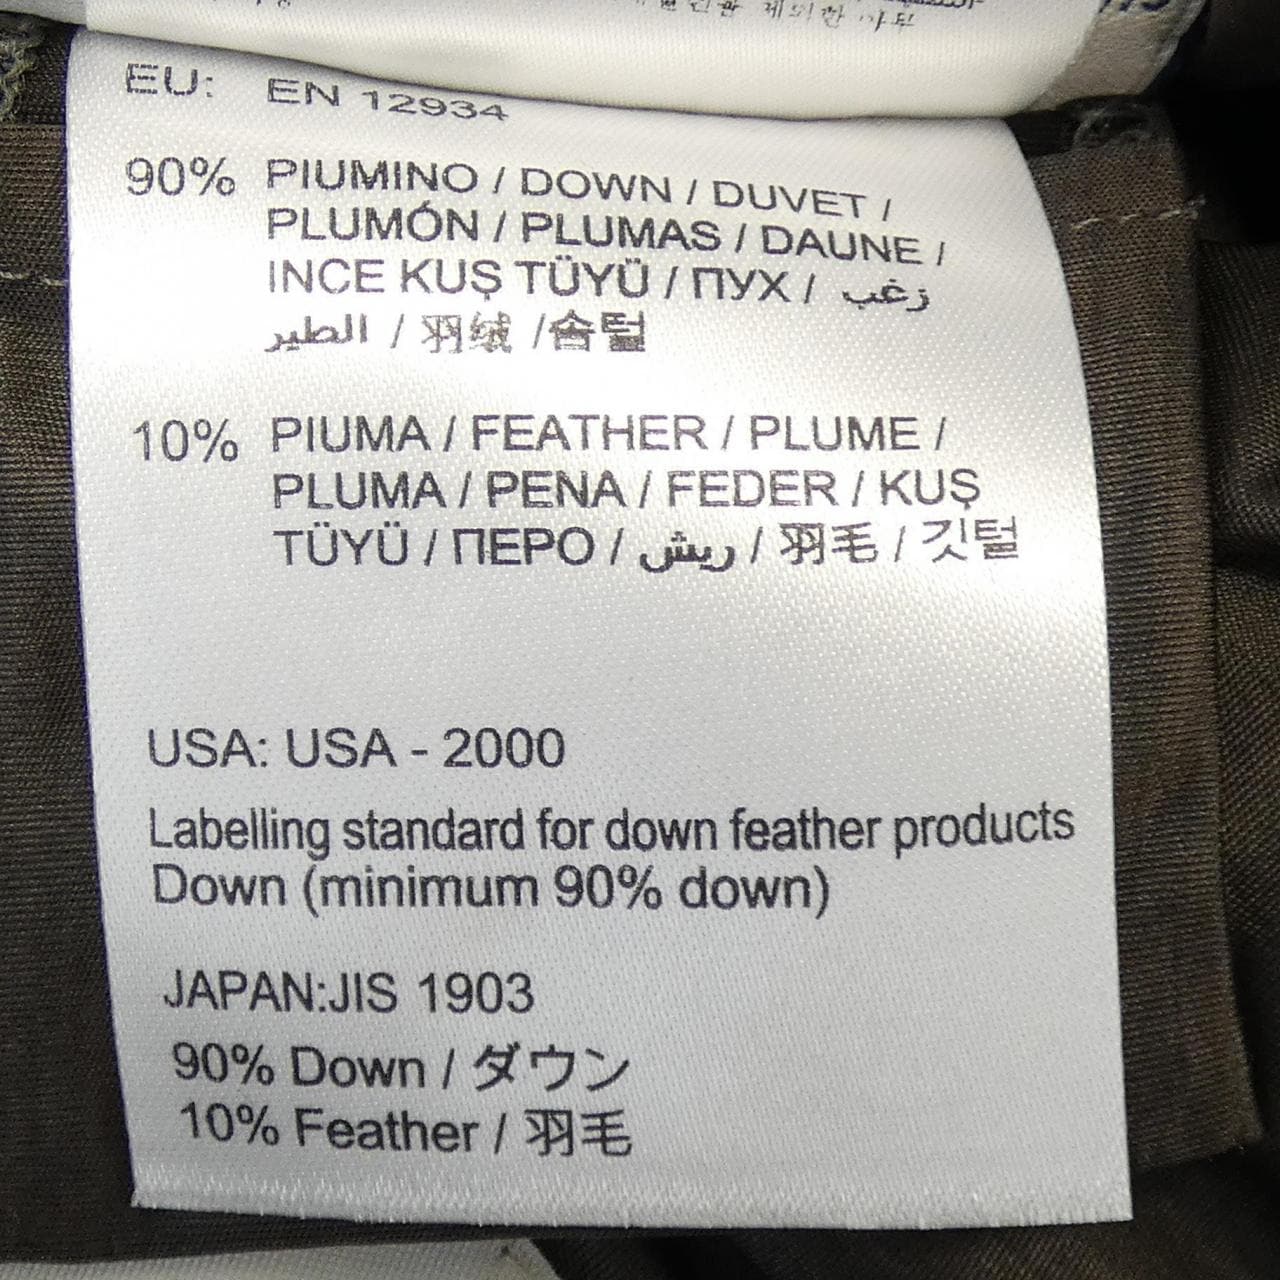 제외한
EU: EN 12934
90% PIUMINO / DOWN / DUVET /
PLUMÓN / PLUMAS / DAUNE /
INCE KUŞ TÜYÜ / ПУХ / زغب
الطير / 羽绒 /솜털
10% PIUMA / FEATHER / PLUME /
PLUMA / PENA / FEDER / KUŞ
TÜYÜ / ПЕРО / ريش / 羽毛 / 깃털
USA: USA - 2000
Labelling standard for down feather products
Down (minimum 90% down)
JAPAN:JIS 1903
90% Down / ダウン
10% Feather / 羽毛